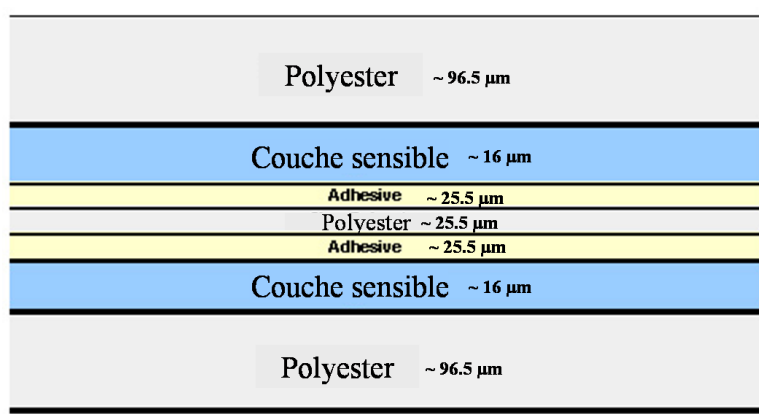 Polyester ~ 96.5 µm
Couche sensible ~ 16 µm
Adhesive ~ 25.5 µm
Polyester ~ 25.5 µm
Adhesive ~ 25.5 µm
Couche sensible ~ 16 µm
Polyester ~ 96.5 µm